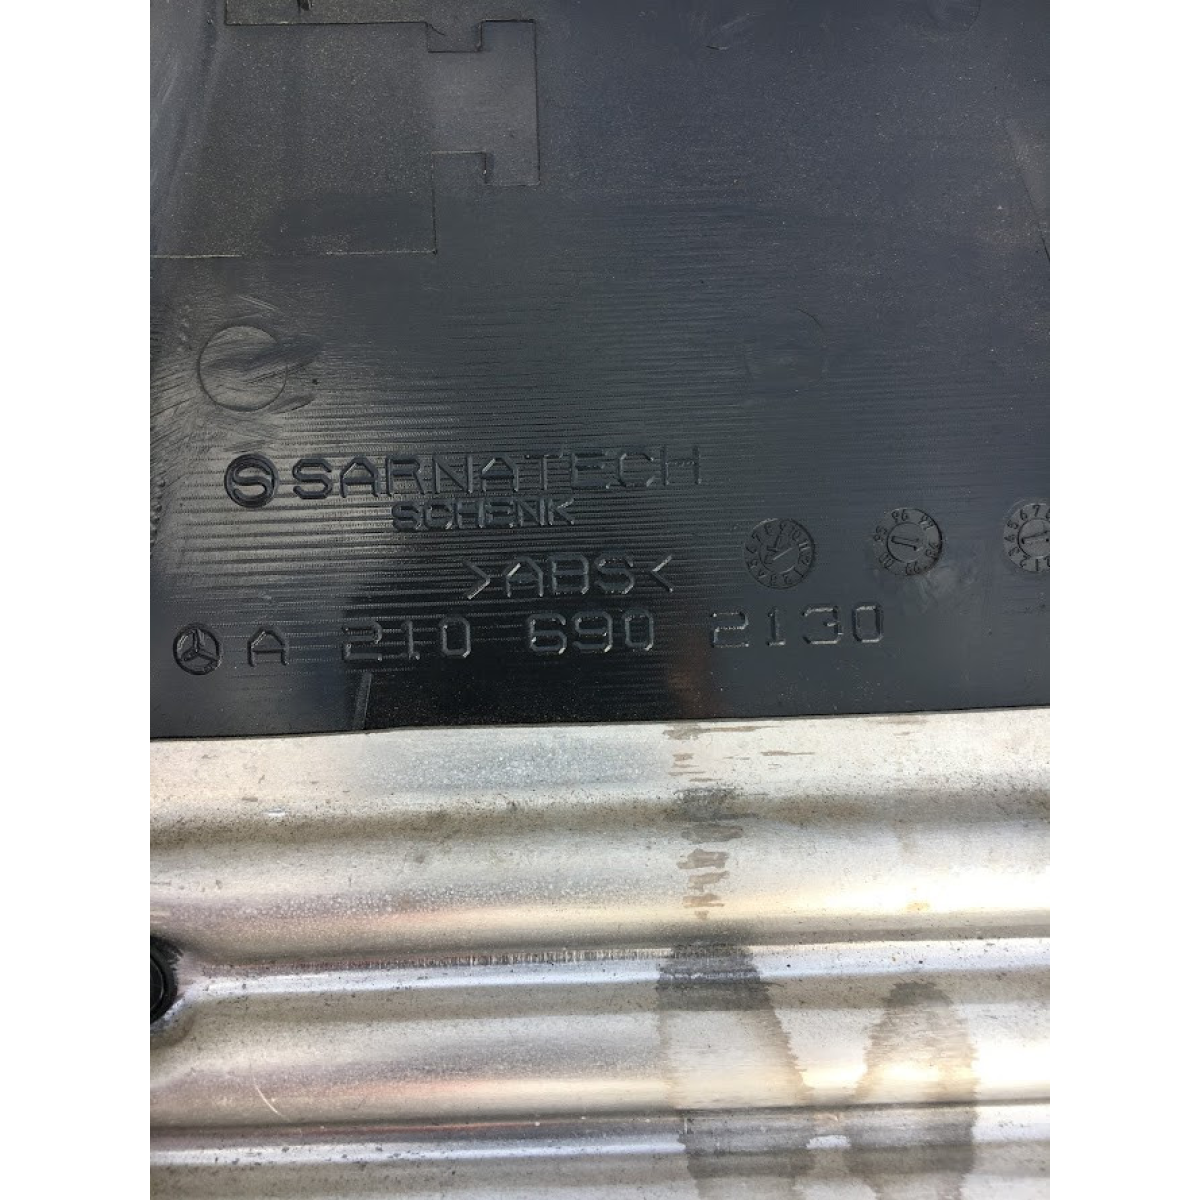 SARNATECH
SCHENK
>ABS<
A 210 690 2130